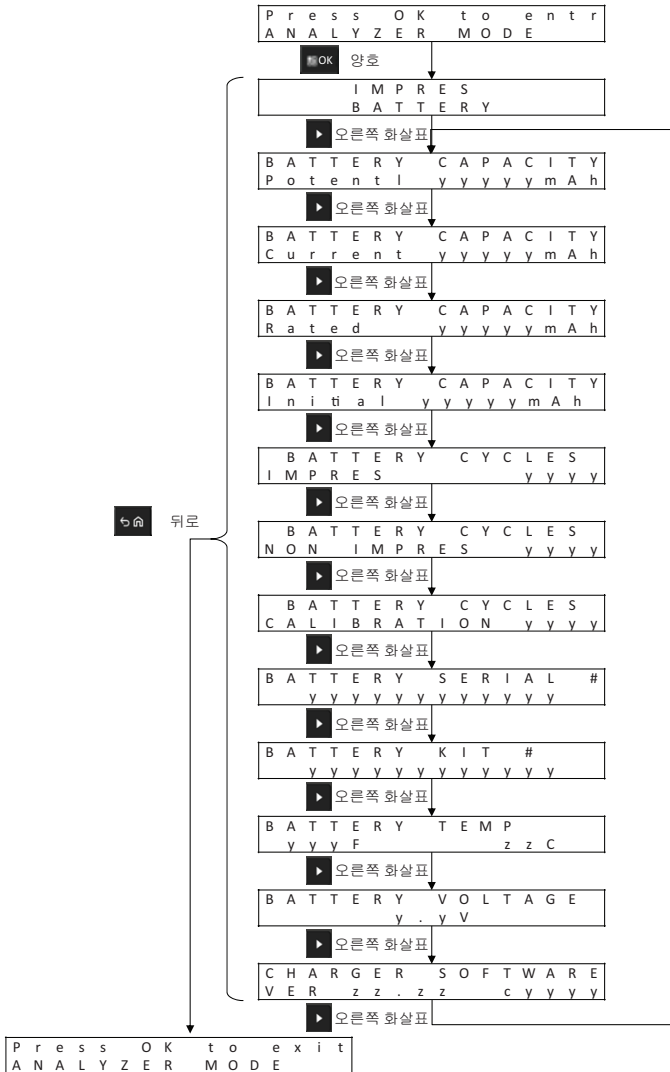 Press OK to entr
ANALYZER MODE
OK 양호
IMPRES
BATTERY
오른쪽 화살표
BATTERY CAPACITY
Potentl yyyyymAh
오른쪽 화살표
BATTERY CAPACITY
Current yyyyymAh
오른쪽 화살표
BATTERY CAPACITY
Rated yyyyymAh
오른쪽 화살표
BATTERY CAPACITY
Initial yyyyymAh
오른쪽 화살표
BATTERY CYCLES
IMPRES yyyy
오른쪽 화살표
뒤로
BATTERY CYCLES
NON IMPRES yyyy
오른쪽 화살표
BATTERY CYCLES
CALIBRATION yyyy
오른쪽 화살표
BATTERY SERIAL #
yyyyyyyyyyyy
오른쪽 화살표
BATTERY KIT #
yyyyyyyyyyyy
오른쪽 화살표
BATTERY TEMP
yyyF zzC
오른쪽 화살표
BATTERY VOLTAGE
y.yV
오른쪽 화살표
CHARGER SOFTWARE
VER zz.zz cyyyy
오른쪽 화살표
Press OK to exit
ANALYZER MODE